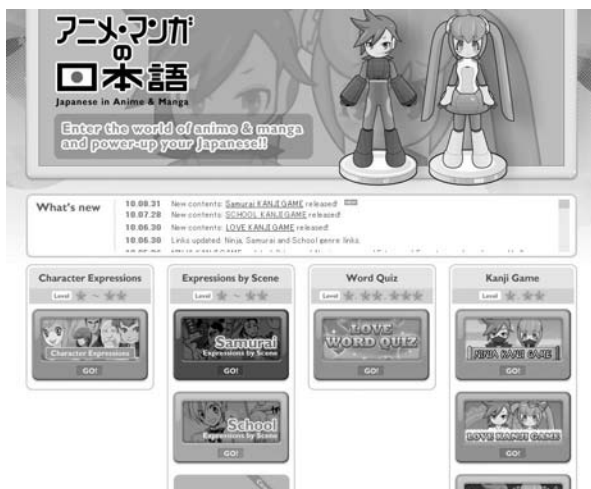 アニメ・マンガ
の
日本語
Japanese in Anime & Manga
Enter the world of anime & manga
and power-up your Japanese!!
What's new
10.08.31 New contents: Samurai KANJI GAME released!
10.07.28 New contents: SCHOOL KANJI GAME released!
10.06.30 New contents: LOVE KANJI GAME released!
10.06.30 Links updated: Ninja, Samurai and School genre links.
Character Expressions
Level ★ ~ ★★
Character Expressions
GO!
Expressions by Scene
Level ★ ~ ★★
Samurai
Expressions by Scene
GO!
School
Expressions by Scene
GO!
Word Quiz
Level ★, ★★, ★★★
LOVE
WORD QUIZ
GO!
Kanji Game
Level ★, ★★
NINJA KANJI GAME
GO!
LOVE KANJI GAME
GO!